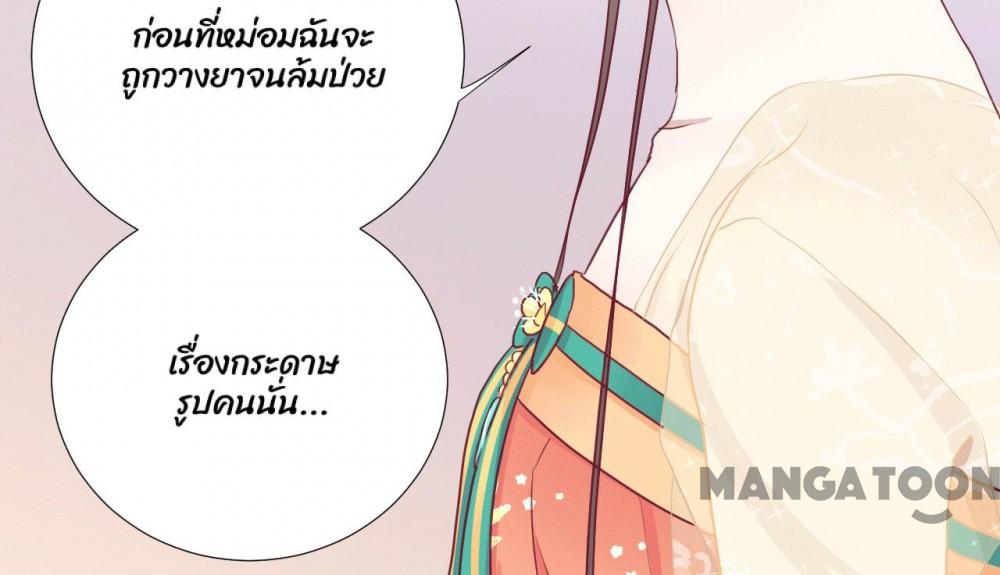 ก่อนที่หม่อมฉันจะ
ถูกวางยาจนล้มป่วย
เรื่องกระดาษ
รูปคนนั่น...
MANGATOON